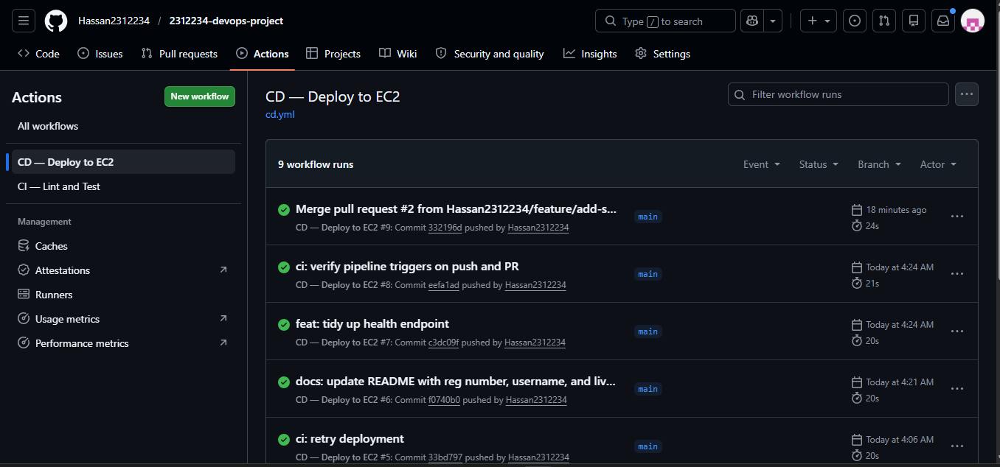 Hassan2312234 / 2312234-devops-project
Type / to search
Code
Issues
Pull requests
Actions
Projects
Wiki
Security and quality
Insights
Settings
Actions
New workflow
All workflows
CD — Deploy to EC2
CI — Lint and Test
Management
Caches
Attestations
Runners
Usage metrics
Performance metrics
CD — Deploy to EC2
cd.yml
Filter workflow runs
9 workflow runs
Event
Status
Branch
Actor
Merge pull request #2 from Hassan2312234/feature/add-s...
CD — Deploy to EC2 #9: Commit 332196d pushed by Hassan2312234
main
18 minutes ago
24s
ci: verify pipeline triggers on push and PR
CD — Deploy to EC2 #8: Commit eefa1ad pushed by Hassan2312234
main
Today at 4:24 AM
21s
feat: tidy up health endpoint
CD — Deploy to EC2 #7: Commit c3dc09f pushed by Hassan2312234
main
Today at 4:24 AM
20s
docs: update README with reg number, username, and liv...
CD — Deploy to EC2 #6: Commit f0740b0 pushed by Hassan2312234
main
Today at 4:21 AM
20s
ci: retry deployment
CD — Deploy to EC2 #5: Commit 33bd797 pushed by Hassan2312234
main
Today at 4:06 AM
20s